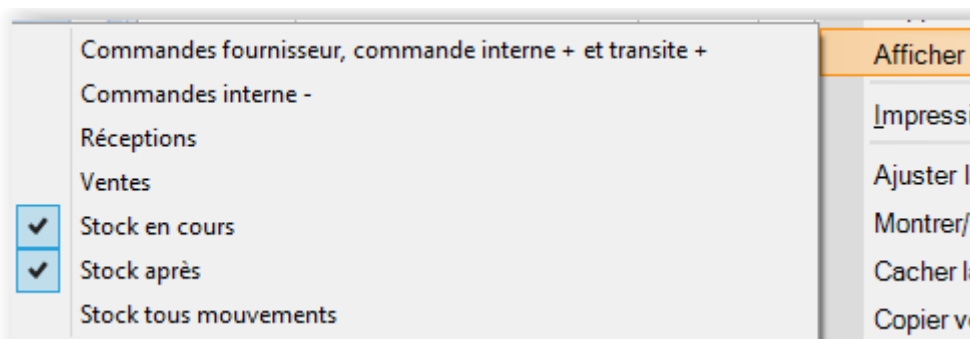 Commandes fournisseur, commande interne + et transite +
Commandes interne -
Réceptions
Ventes
Stock en cours
Stock après
Stock tous mouvements
Afficher
Ajuster
Montrer/
Cacher
Copier